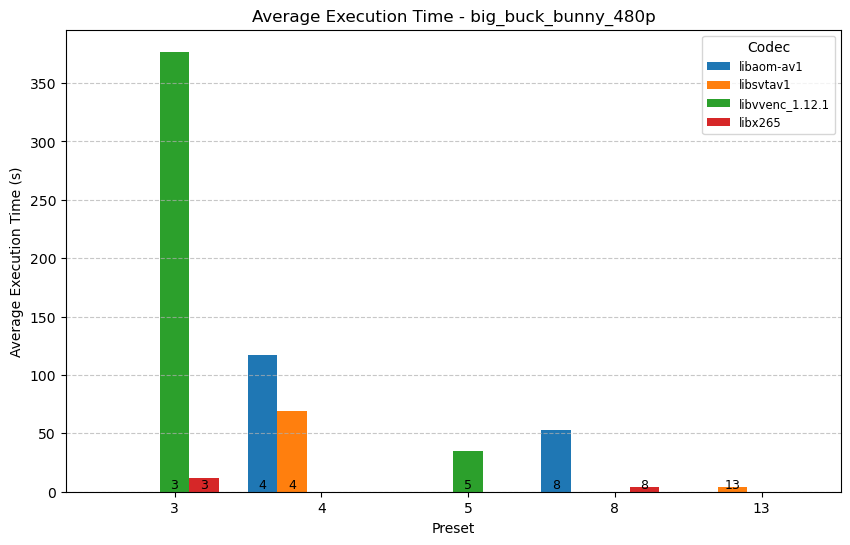 Average Execution Time - big_buck_bunny_480p
Codec
libaom-av1
libsvtav1
libvvenc_1.12.1
libx265
Average Execution Time (s)
350
300
250
200
150
100
50
0
3 3 4 4 5 8 8 13
3 4 5 8 13
Preset